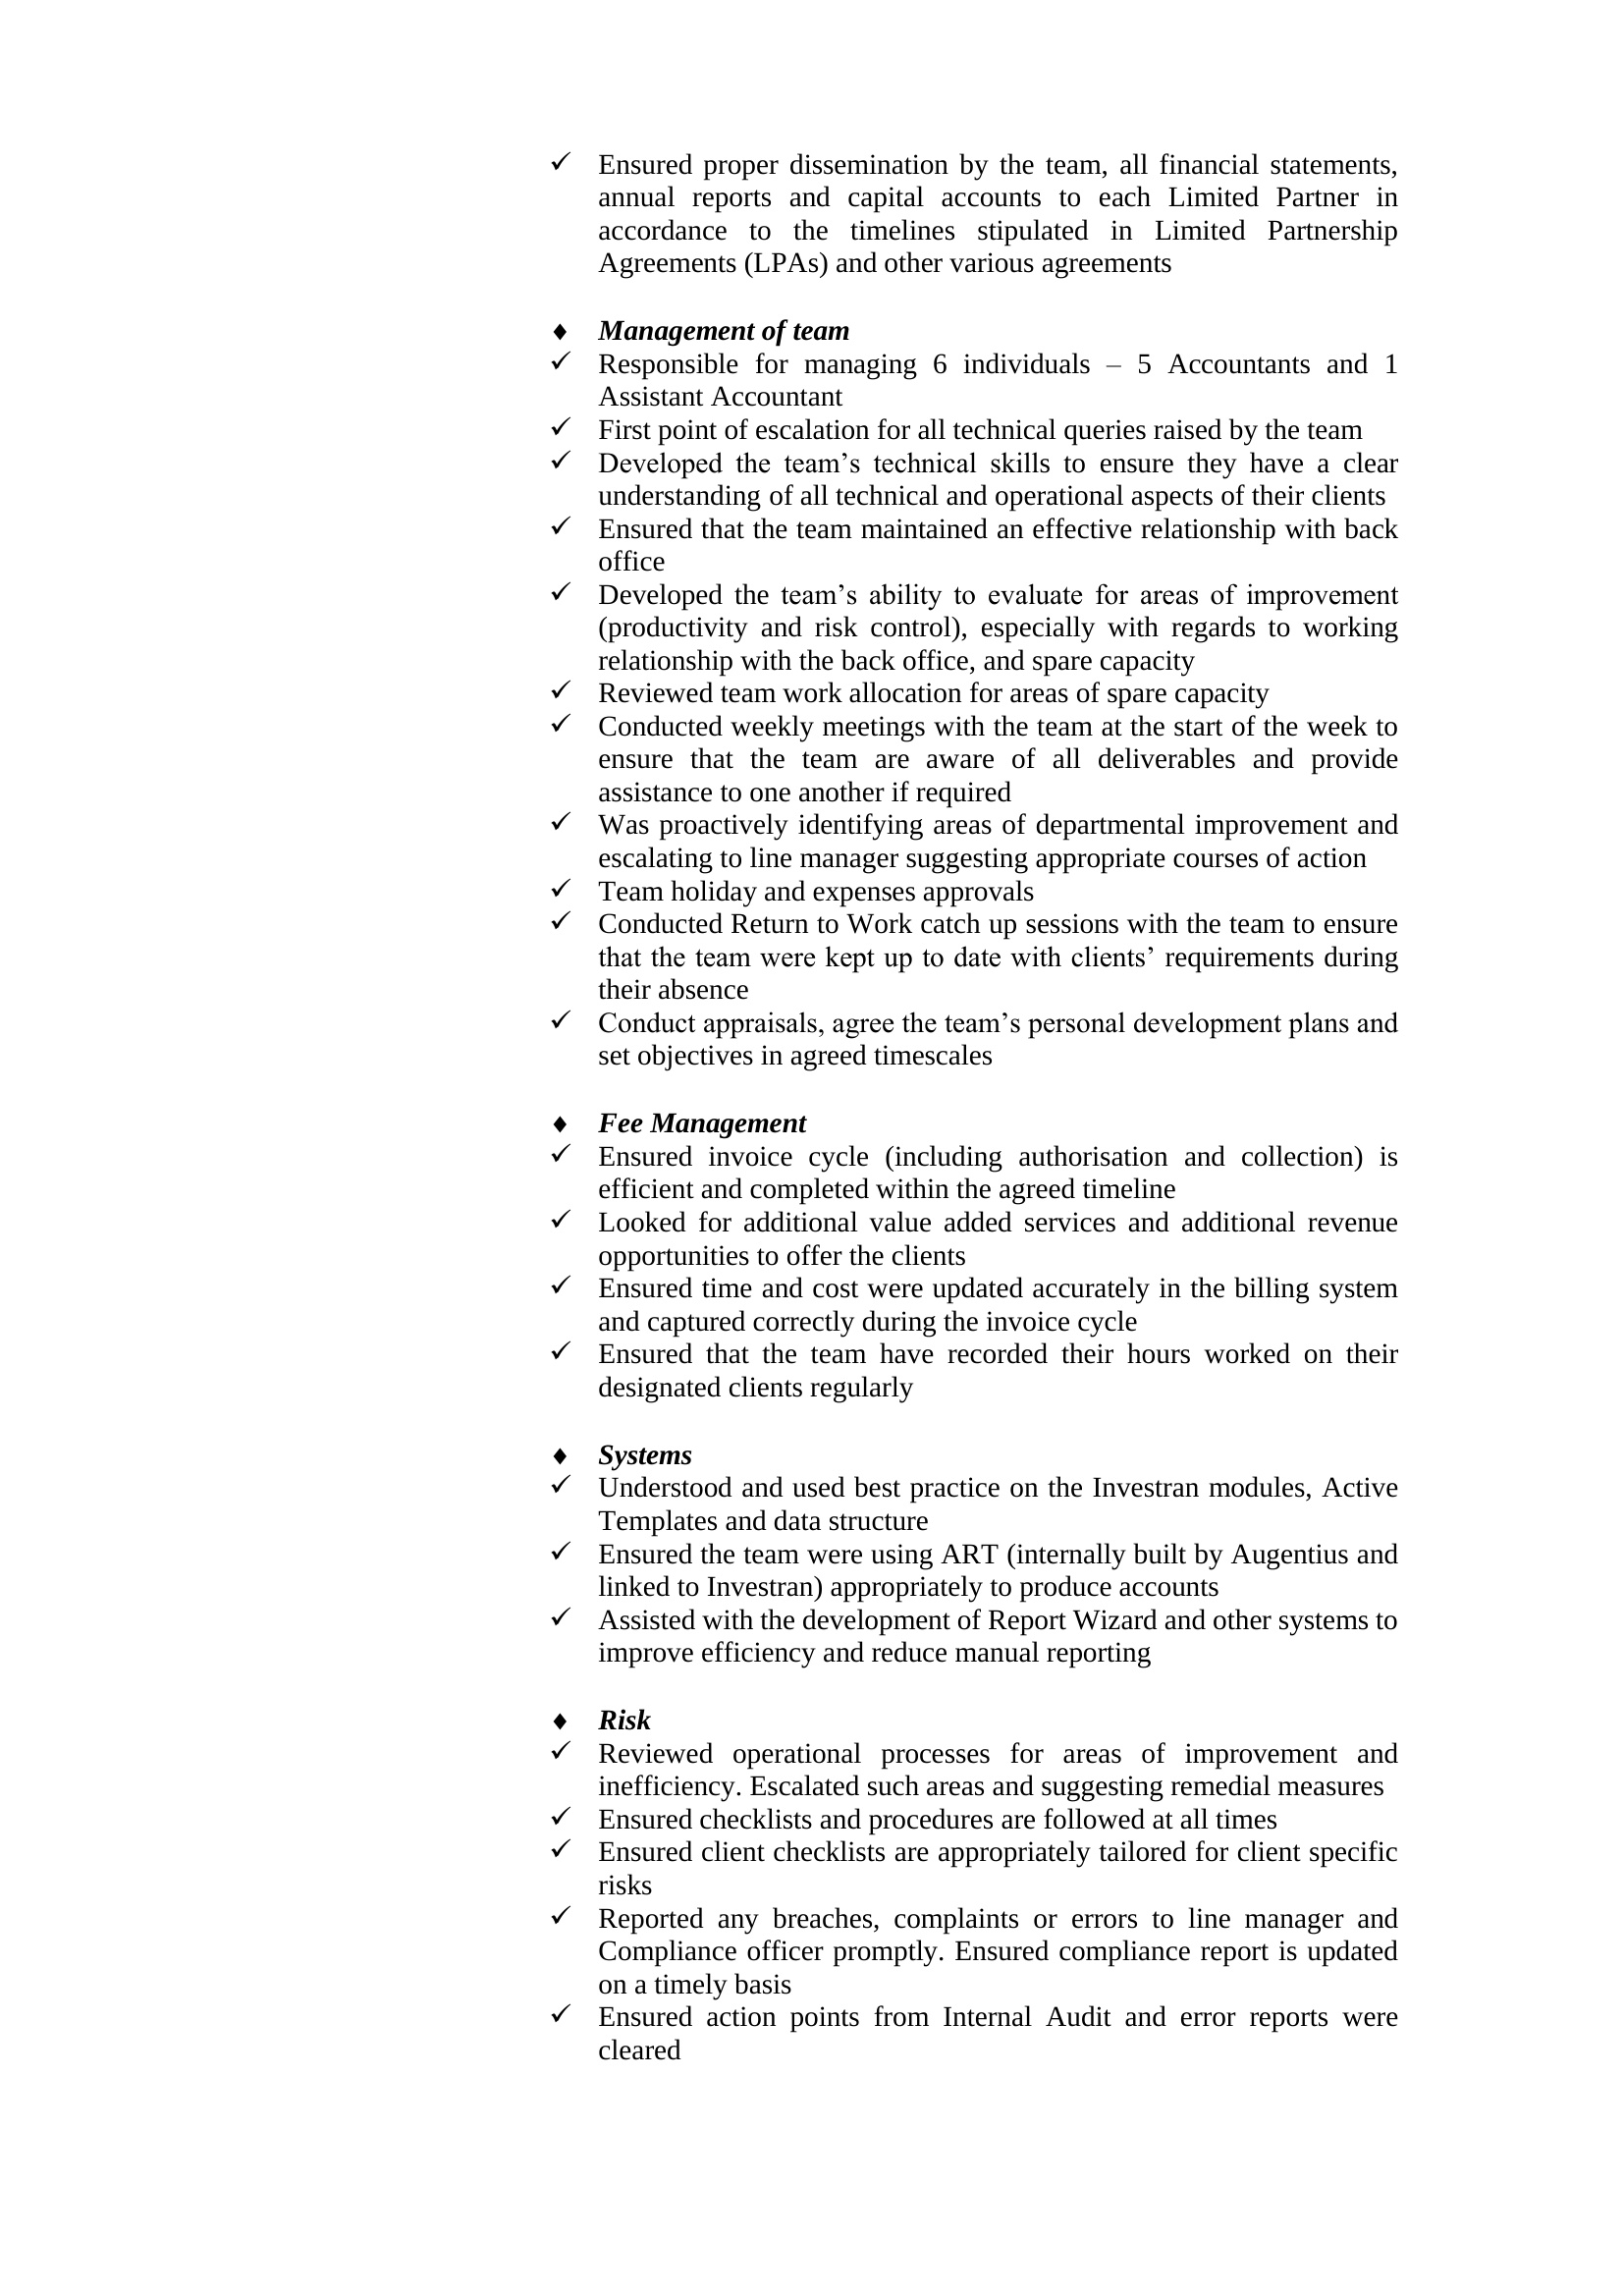 ✓ Ensured proper dissemination by the team, all financial statements,
annual reports and capital accounts to each Limited Partner in
accordance to the timelines stipulated in Limited Partnership
Agreements (LPAs) and other various agreements
♦ Management of team
✓ Responsible for managing 6 individuals – 5 Accountants and 1
Assistant Accountant
✓ First point of escalation for all technical queries raised by the team
✓ Developed the team’s technical skills to ensure they have a clear
understanding of all technical and operational aspects of their clients
✓ Ensured that the team maintained an effective relationship with back
office
✓ Developed the team’s ability to evaluate for areas of improvement
(productivity and risk control), especially with regards to working
relationship with the back office, and spare capacity
✓ Reviewed team work allocation for areas of spare capacity
✓ Conducted weekly meetings with the team at the start of the week to
ensure that the team are aware of all deliverables and provide
assistance to one another if required
✓ Was proactively identifying areas of departmental improvement and
escalating to line manager suggesting appropriate courses of action
✓ Team holiday and expenses approvals
✓ Conducted Return to Work catch up sessions with the team to ensure
that the team were kept up to date with clients’ requirements during
their absence
✓ Conduct appraisals, agree the team’s personal development plans and
set objectives in agreed timescales
♦ Fee Management
✓ Ensured invoice cycle (including authorisation and collection) is
efficient and completed within the agreed timeline
✓ Looked for additional value added services and additional revenue
opportunities to offer the clients
✓ Ensured time and cost were updated accurately in the billing system
and captured correctly during the invoice cycle
✓ Ensured that the team have recorded their hours worked on their
designated clients regularly
♦ Systems
✓ Understood and used best practice on the Investran modules, Active
Templates and data structure
✓ Ensured the team were using ART (internally built by Augentius and
linked to Investran) appropriately to produce accounts
✓ Assisted with the development of Report Wizard and other systems to
improve efficiency and reduce manual reporting
♦ Risk
✓ Reviewed operational processes for areas of improvement and
inefficiency. Escalated such areas and suggesting remedial measures
✓ Ensured checklists and procedures are followed at all times
✓ Ensured client checklists are appropriately tailored for client specific
risks
✓ Reported any breaches, complaints or errors to line manager and
Compliance officer promptly. Ensured compliance report is updated
on a timely basis
✓ Ensured action points from Internal Audit and error reports were
cleared